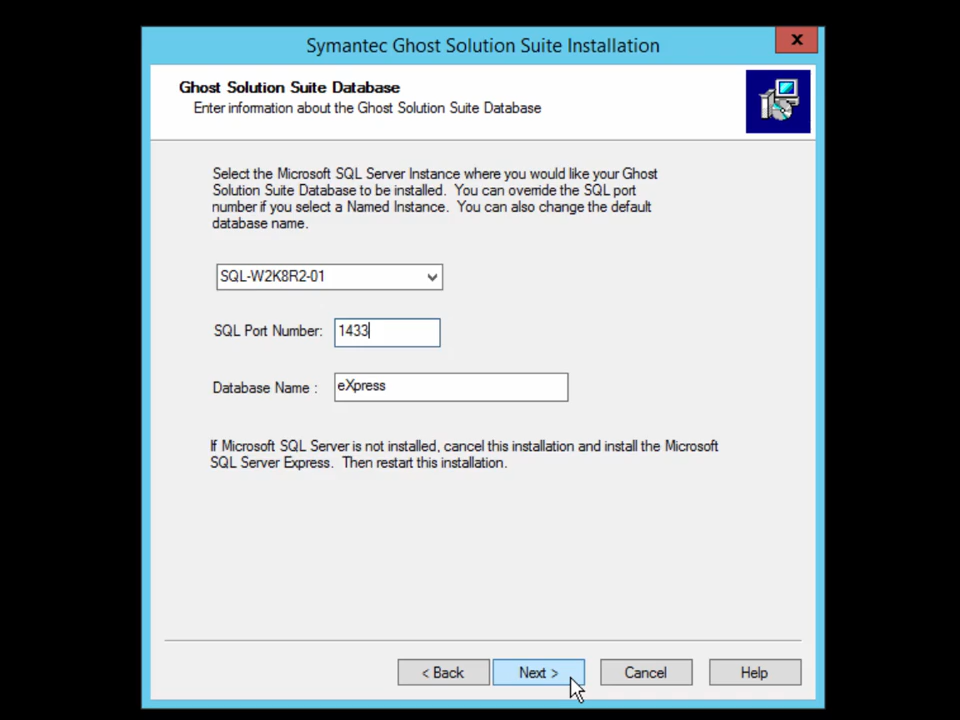 Symantec Ghost Solution Suite Installation
X
Ghost Solution Suite Database
Enter information about the Ghost Solution Suite Database
Select the Microsoft SQL Server Instance where you would like your Ghost
Solution Suite Database to be installed. You can override the SQL port
number if you select a Named Instance. You can also change the default
database name.
SQL-W2K8R2-01
SQL Port Number: 1433
Database Name : eXpress
If Microsoft SQL Server is not installed, cancel this installation and install the Microsoft
SQL Server Express. Then restart this installation.
< Back Next > Cancel Help